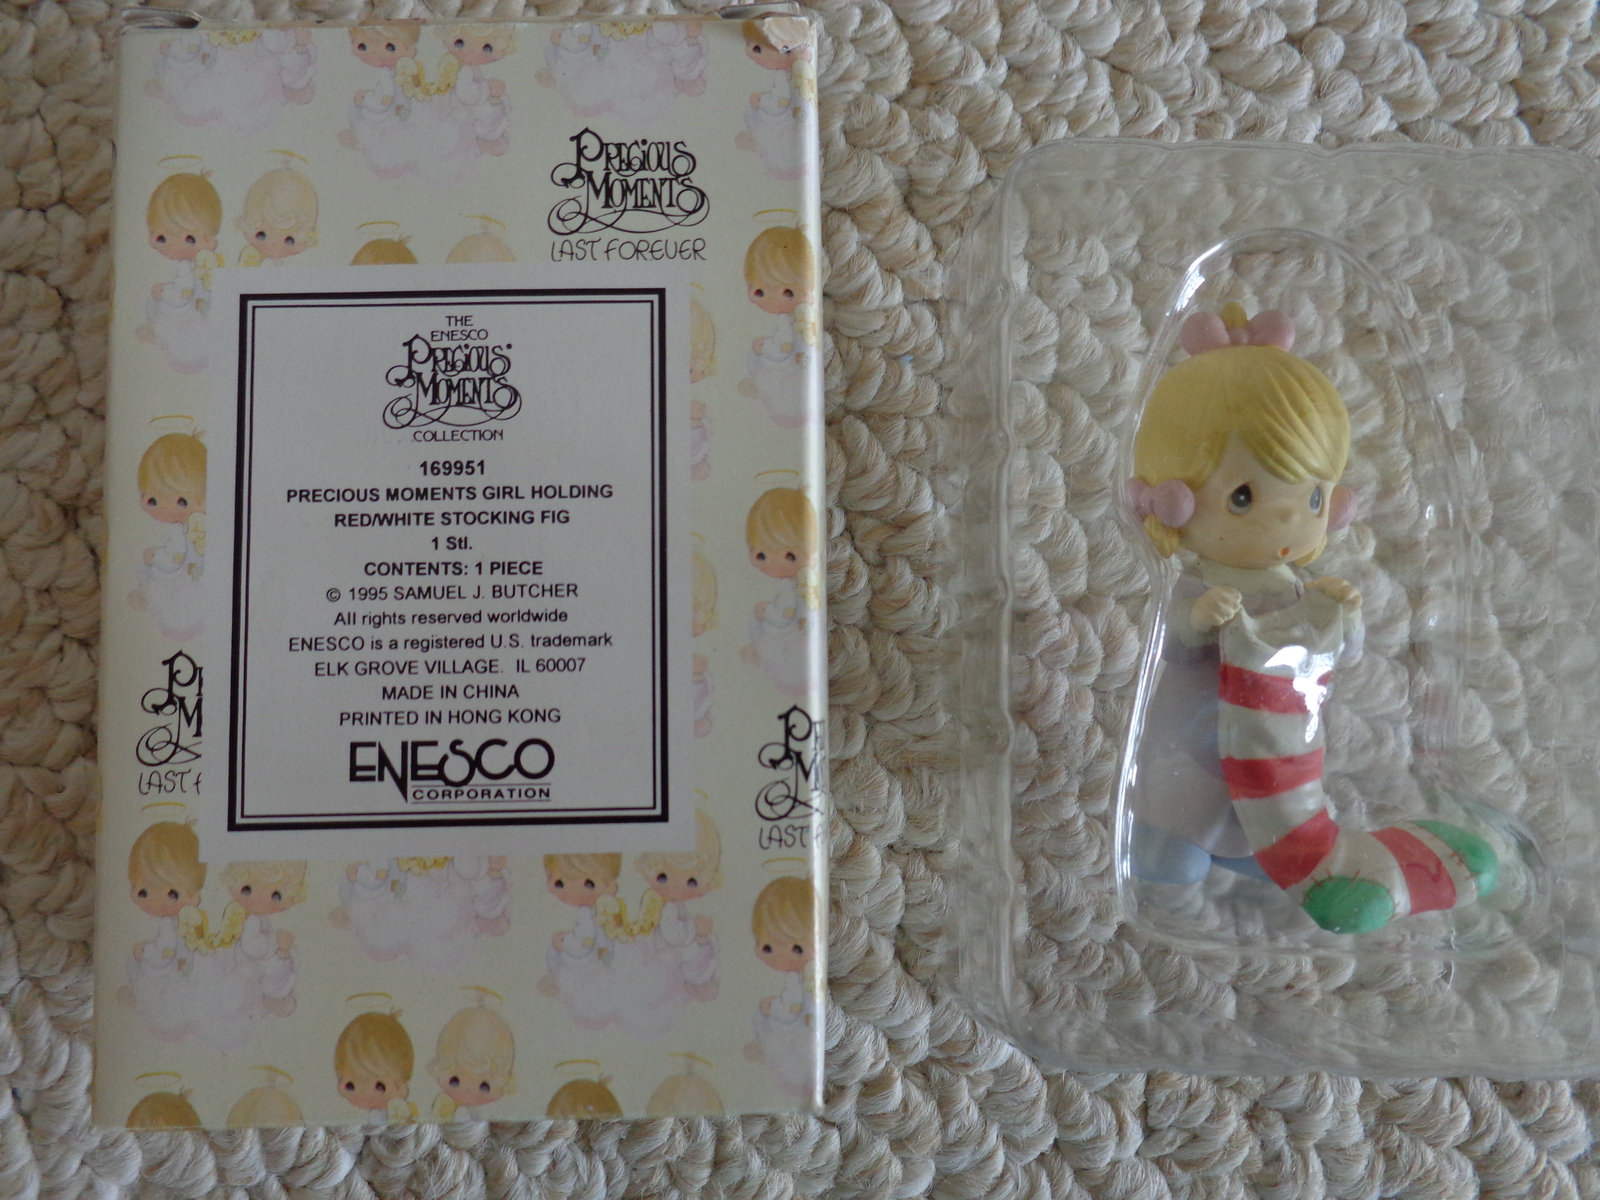 PRECIOUS
MOMENTS
LAST FOREVER
THE
ENESCO
PRECIOUS
MOMENTS
COLLECTION
169951
PRECIOUS MOMENTS GIRL HOLDING
RED/WHITE STOCKING FIG
1 Stl.
CONTENTS: 1 PIECE
© 1995 SAMUEL J. BUTCHER
All rights reserved worldwide
ENESCO is a registered U.S. trademark
ELK GROVE VILLAGE. IL 60007
MADE IN CHINA
PRINTED IN HONG KONG
ENESCO
CORPORATION
P
M
LAST F
P
M
LAST F